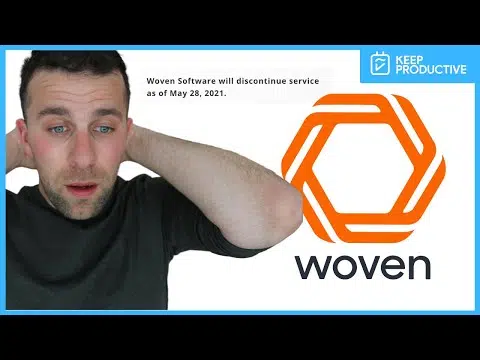 KEEP
PRODUCTIVE
Woven Software will discontinue service
as of May 28, 2021.
woven